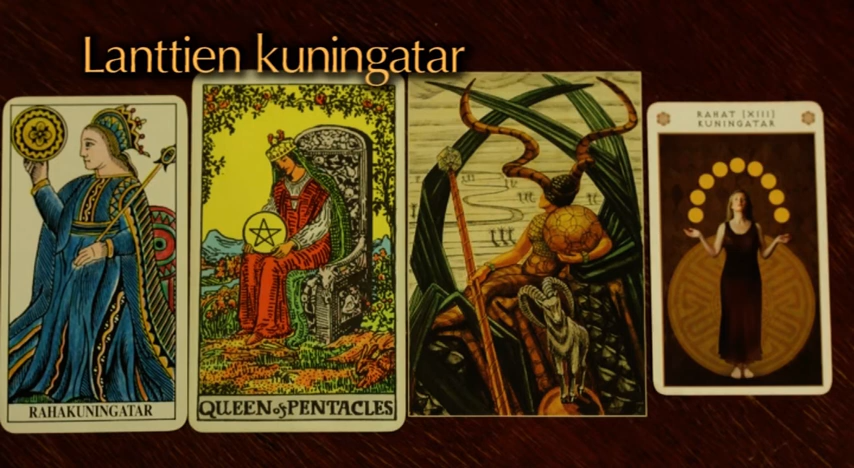 Lanttien kuningatar
RAHAKUNINGATAR
QUEEN of PENTACLES
RAHAT [XIII]
KUNINGATAR